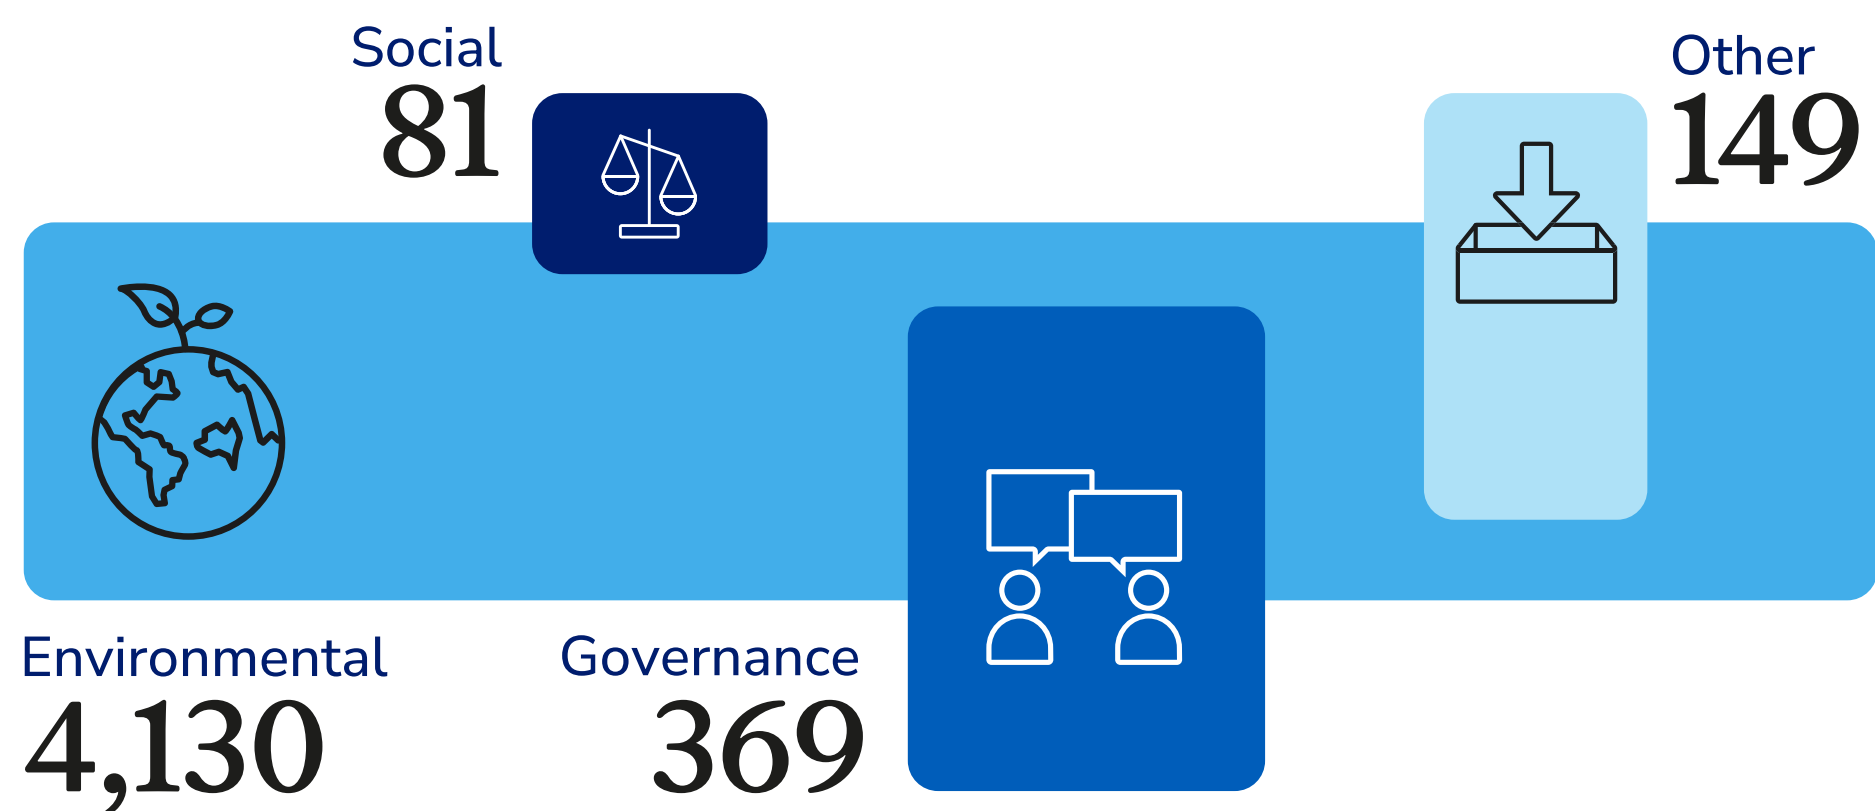 Social
81
Other
149
Environmental
4,130
Governance
369